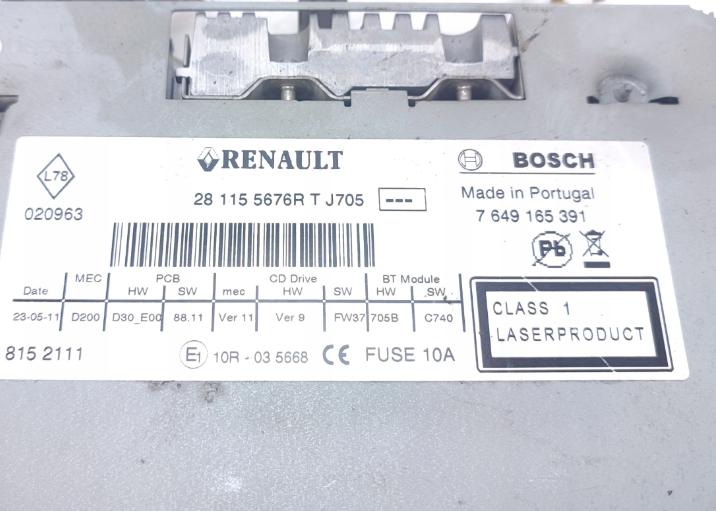 L78
020963
RENAULT
28 115 5676R T J705 ---
BOSCH
Made in Portugal
7 649 165 391
Pb
MEC PCB CD Drive BT Module
Date HW SW mec HW SW HW SW
23-05-11 D200 D30_E00 88.11 Ver 11 Ver 9 FW37 705B C740
CLASS 1
LASERPRODUCT
815 2111
E1 10R - 03 5668 CE FUSE 10A